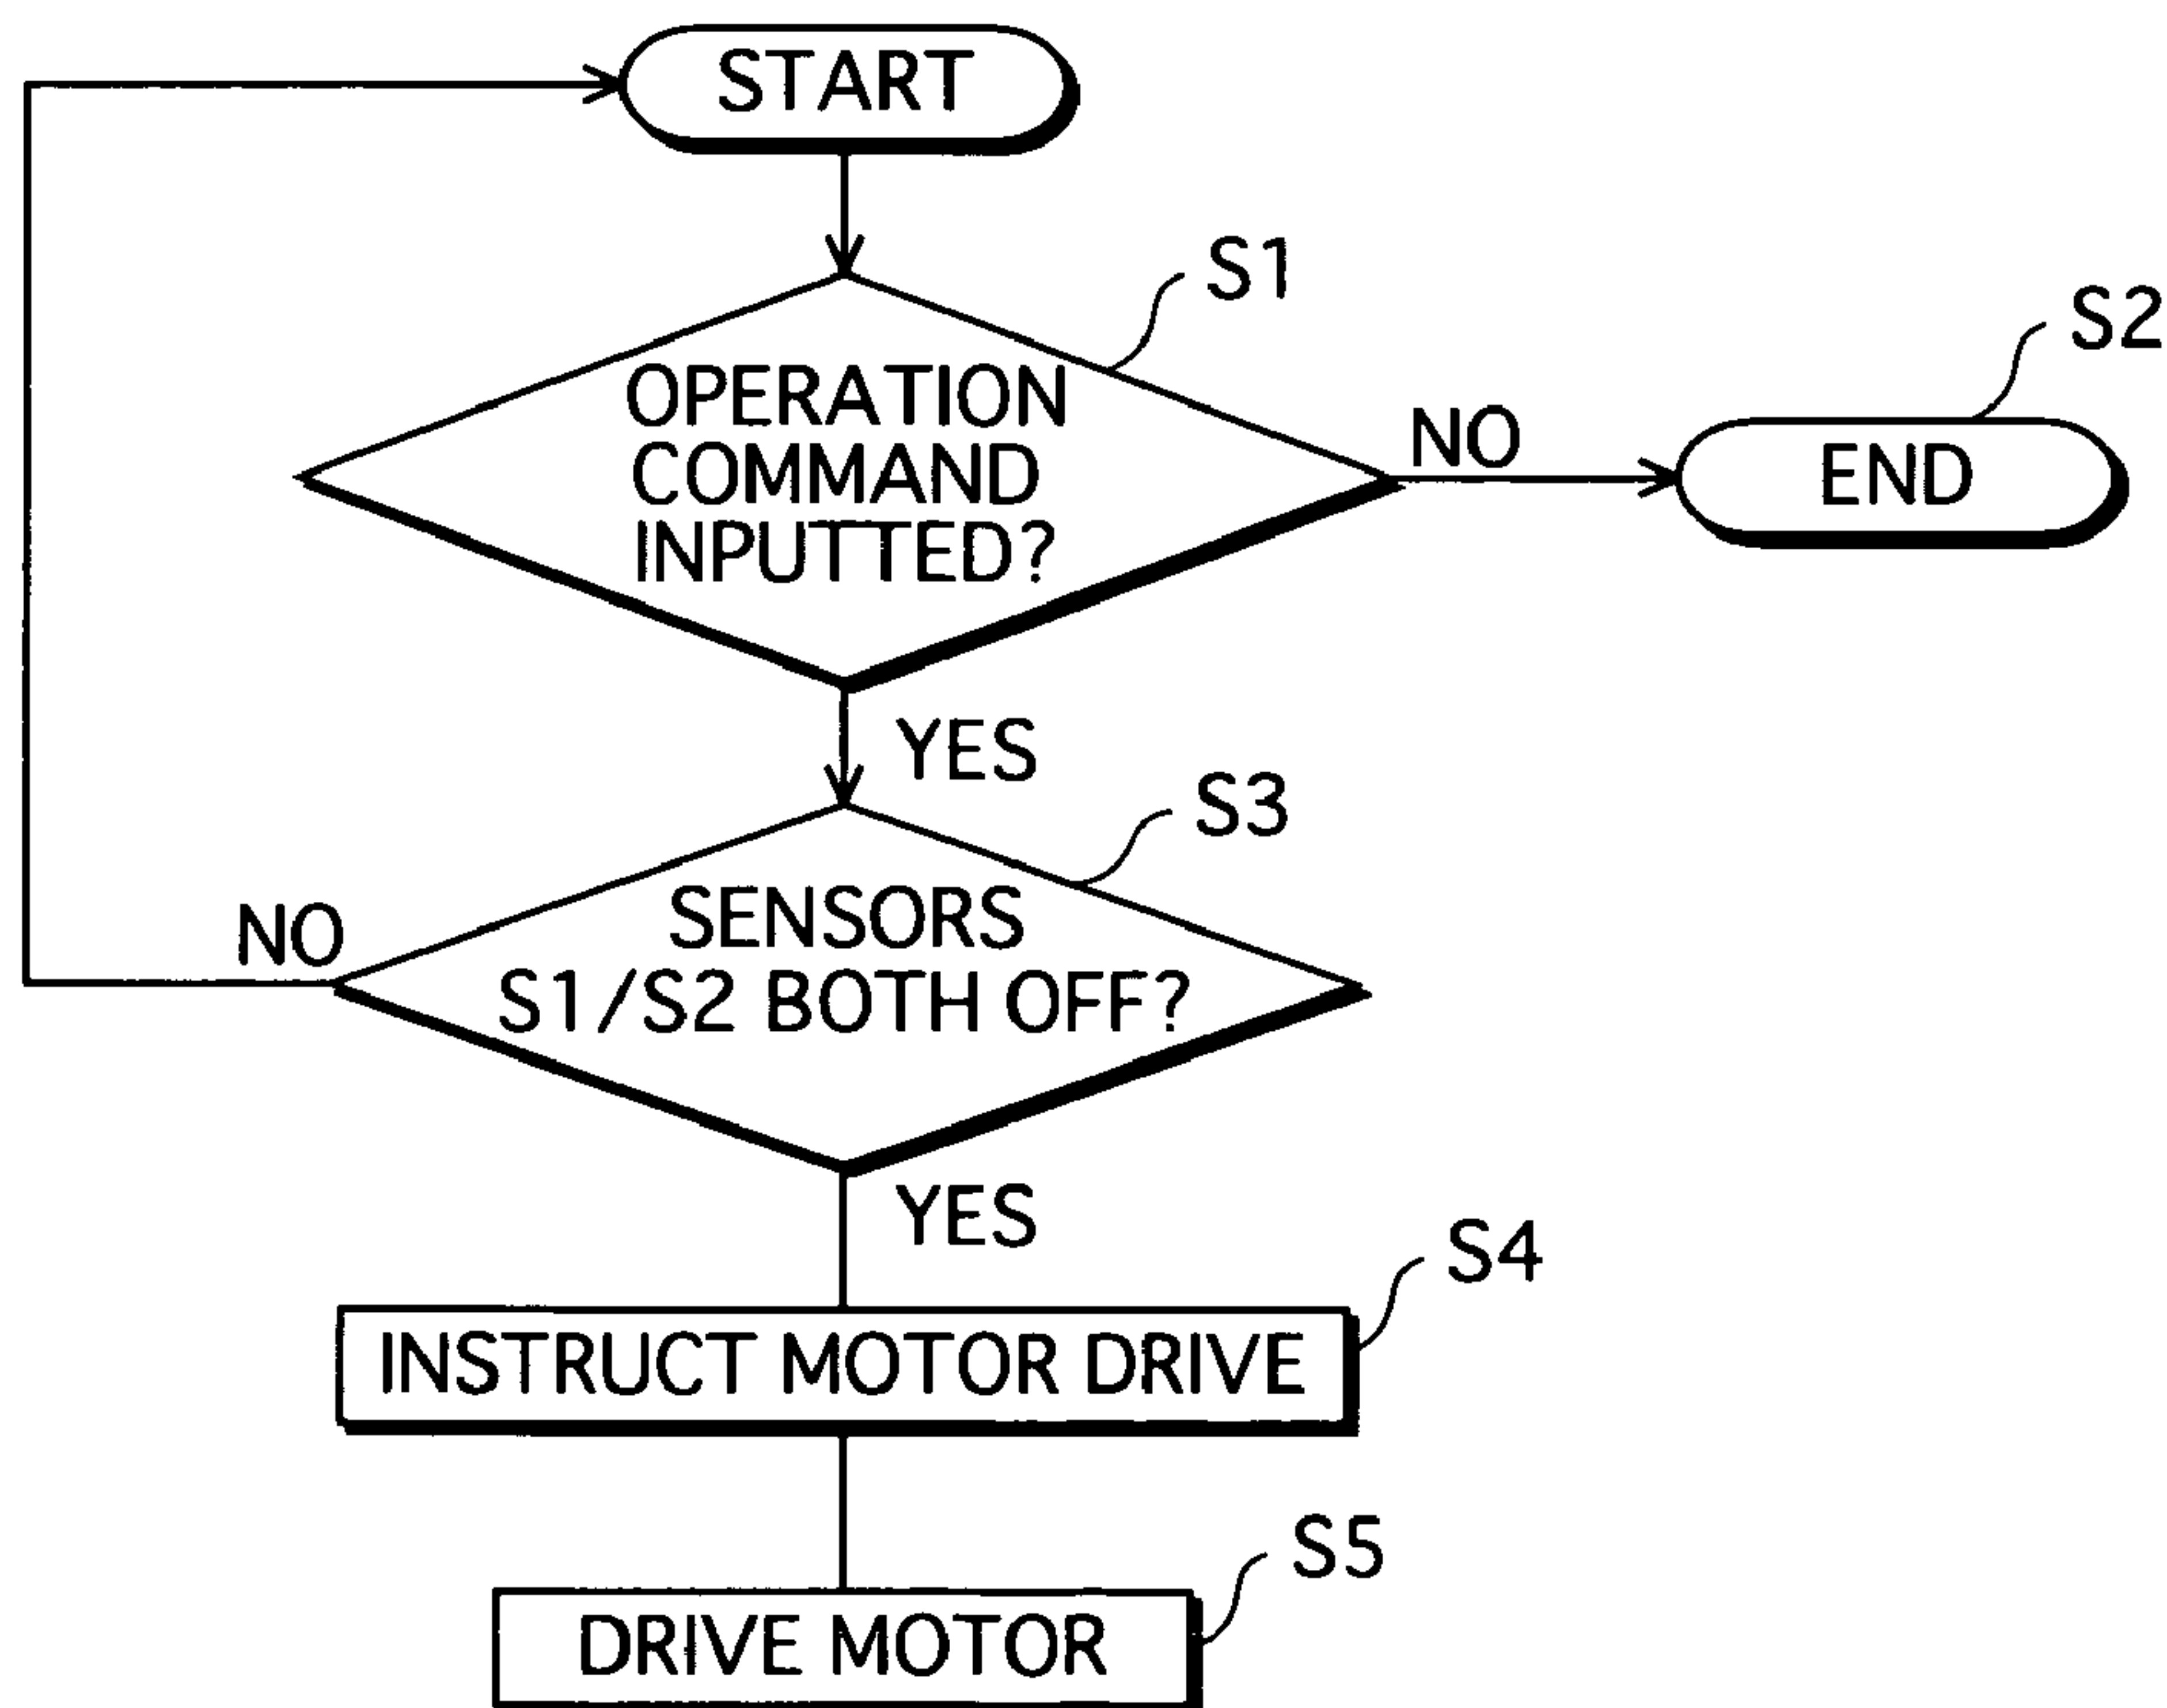 START
S1
S2
OPERATION
COMMAND
INPUTTED?
NO
END
YES
S3
NO
SENSORS
S1/S2 BOTH OFF?
YES
S4
INSTRUCT MOTOR DRIVE
S5
DRIVE MOTOR